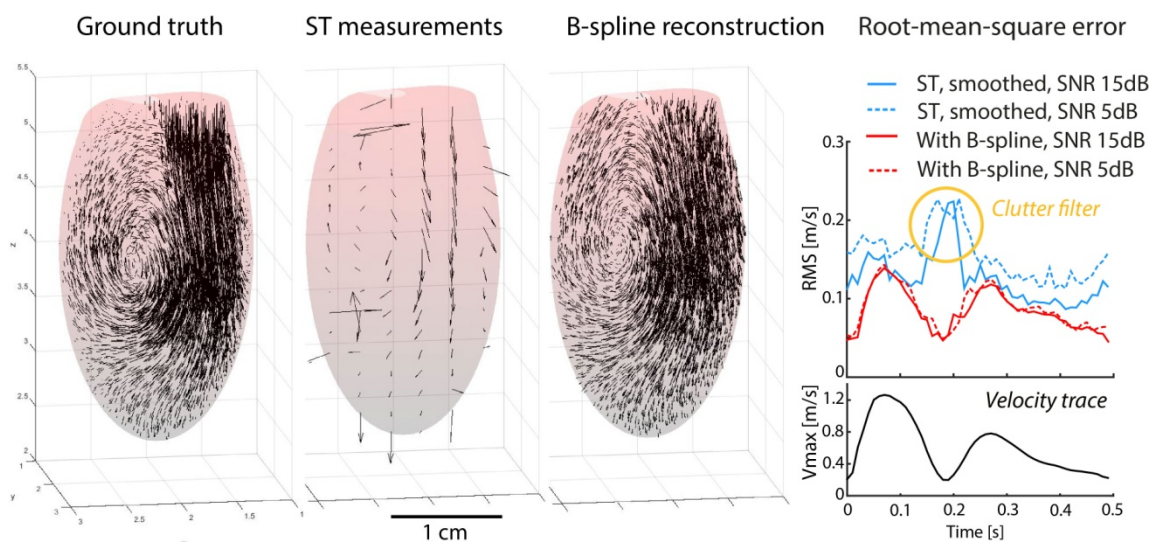 Ground truth
ST measurements
B-spline reconstruction
Root-mean-square error
ST, smoothed, SNR 15dB
ST, smoothed, SNR 5dB
With B-spline, SNR 15dB
With B-spline, SNR 5dB
Clutter filter
RMS [m/s]
0.3
0.2
0.1
0
Velocity trace
Vmax [m/s]
1.2
0.8
0.4
0
0 0.1 0.2 0.3 0.4 0.5
Time [s]
5.5
5
4.5
4
3.5
3
2.5
2
z
1
2
3
y
3 2.5 2 1.5
1
1 cm